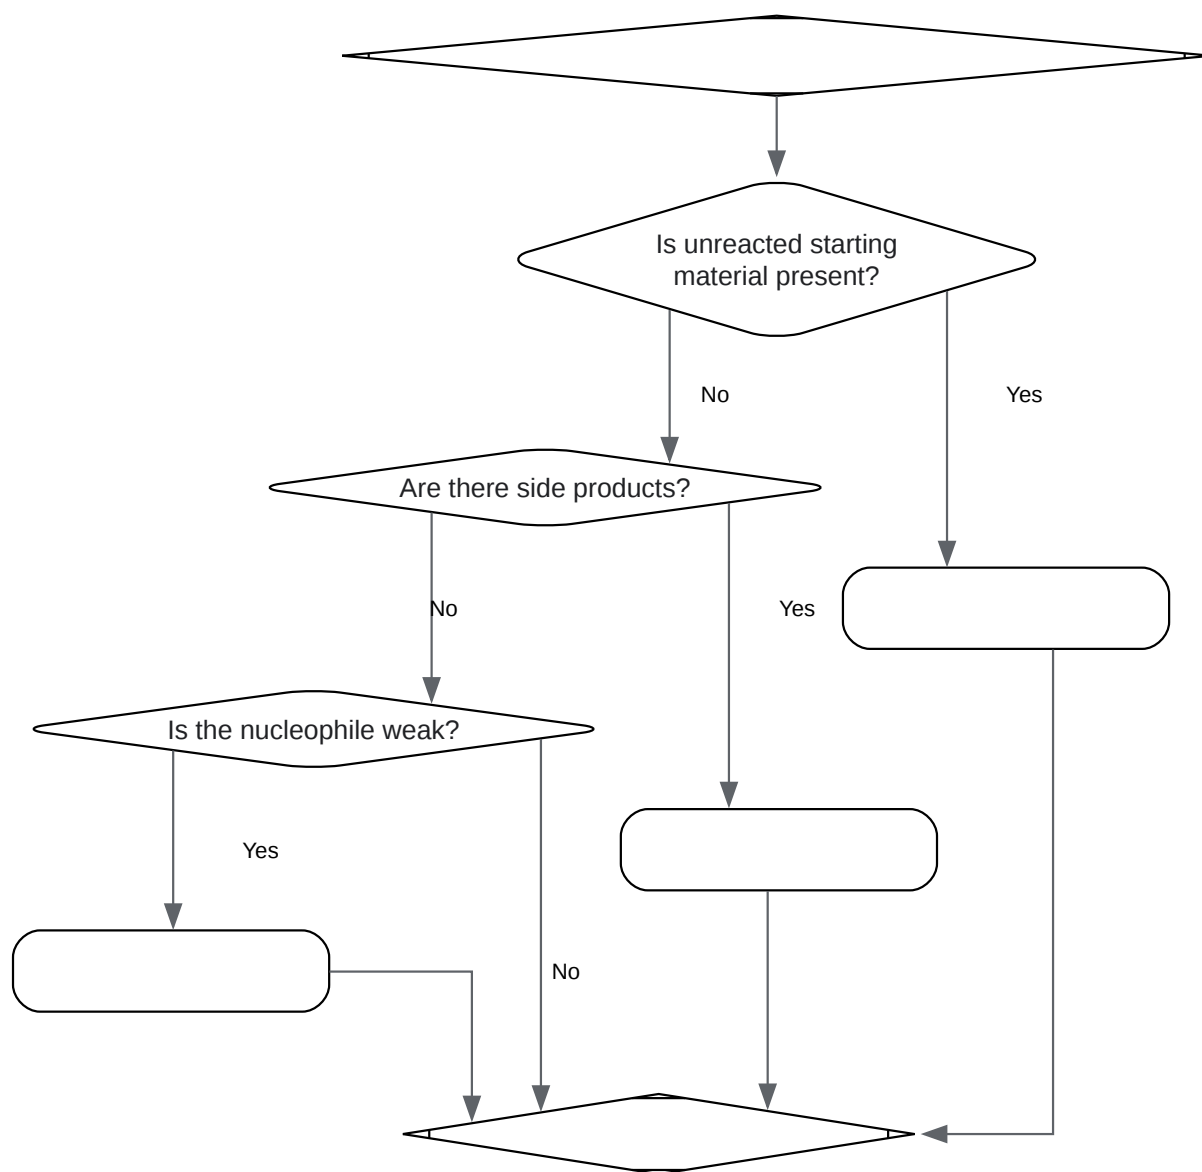 Is unreacted starting
material present?
No
Yes
Are there side products?
No
Yes
Is the nucleophile weak?
Yes
No